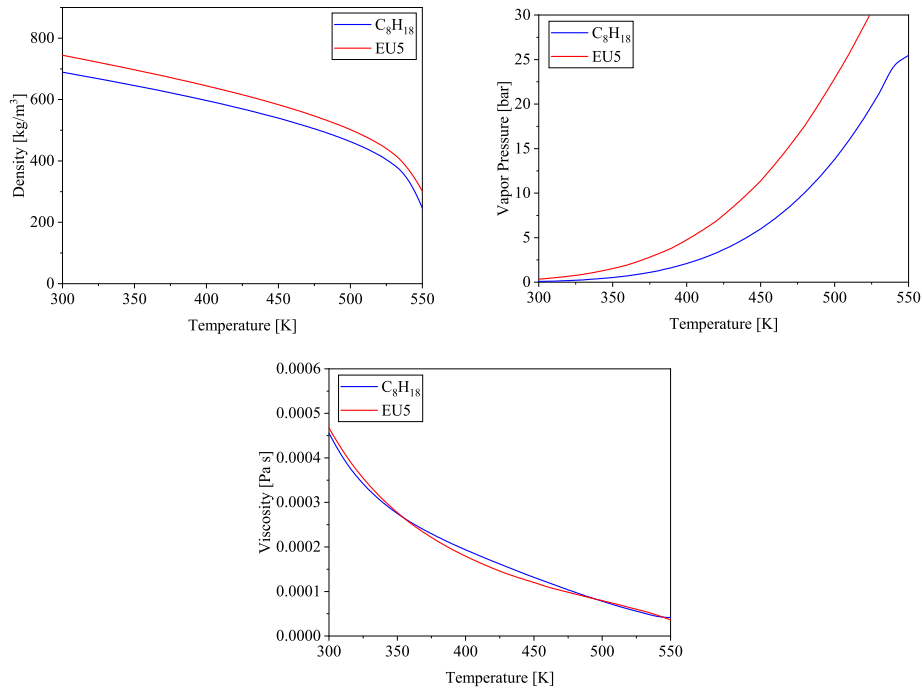 C₈H₁₈
EU5
Density [kg/m³]
800
600
400
200
0
300 350 400 450 500 550
Temperature [K]
C₈H₁₈
EU5
Vapor Pressure [bar]
30
25
20
15
10
5
0
300 350 400 450 500 550
Temperature [K]
C₈H₁₈
EU5
Viscosity [Pa s]
0.0006
0.0005
0.0004
0.0003
0.0002
0.0001
0.0000
300 350 400 450 500 550
Temperature [K]